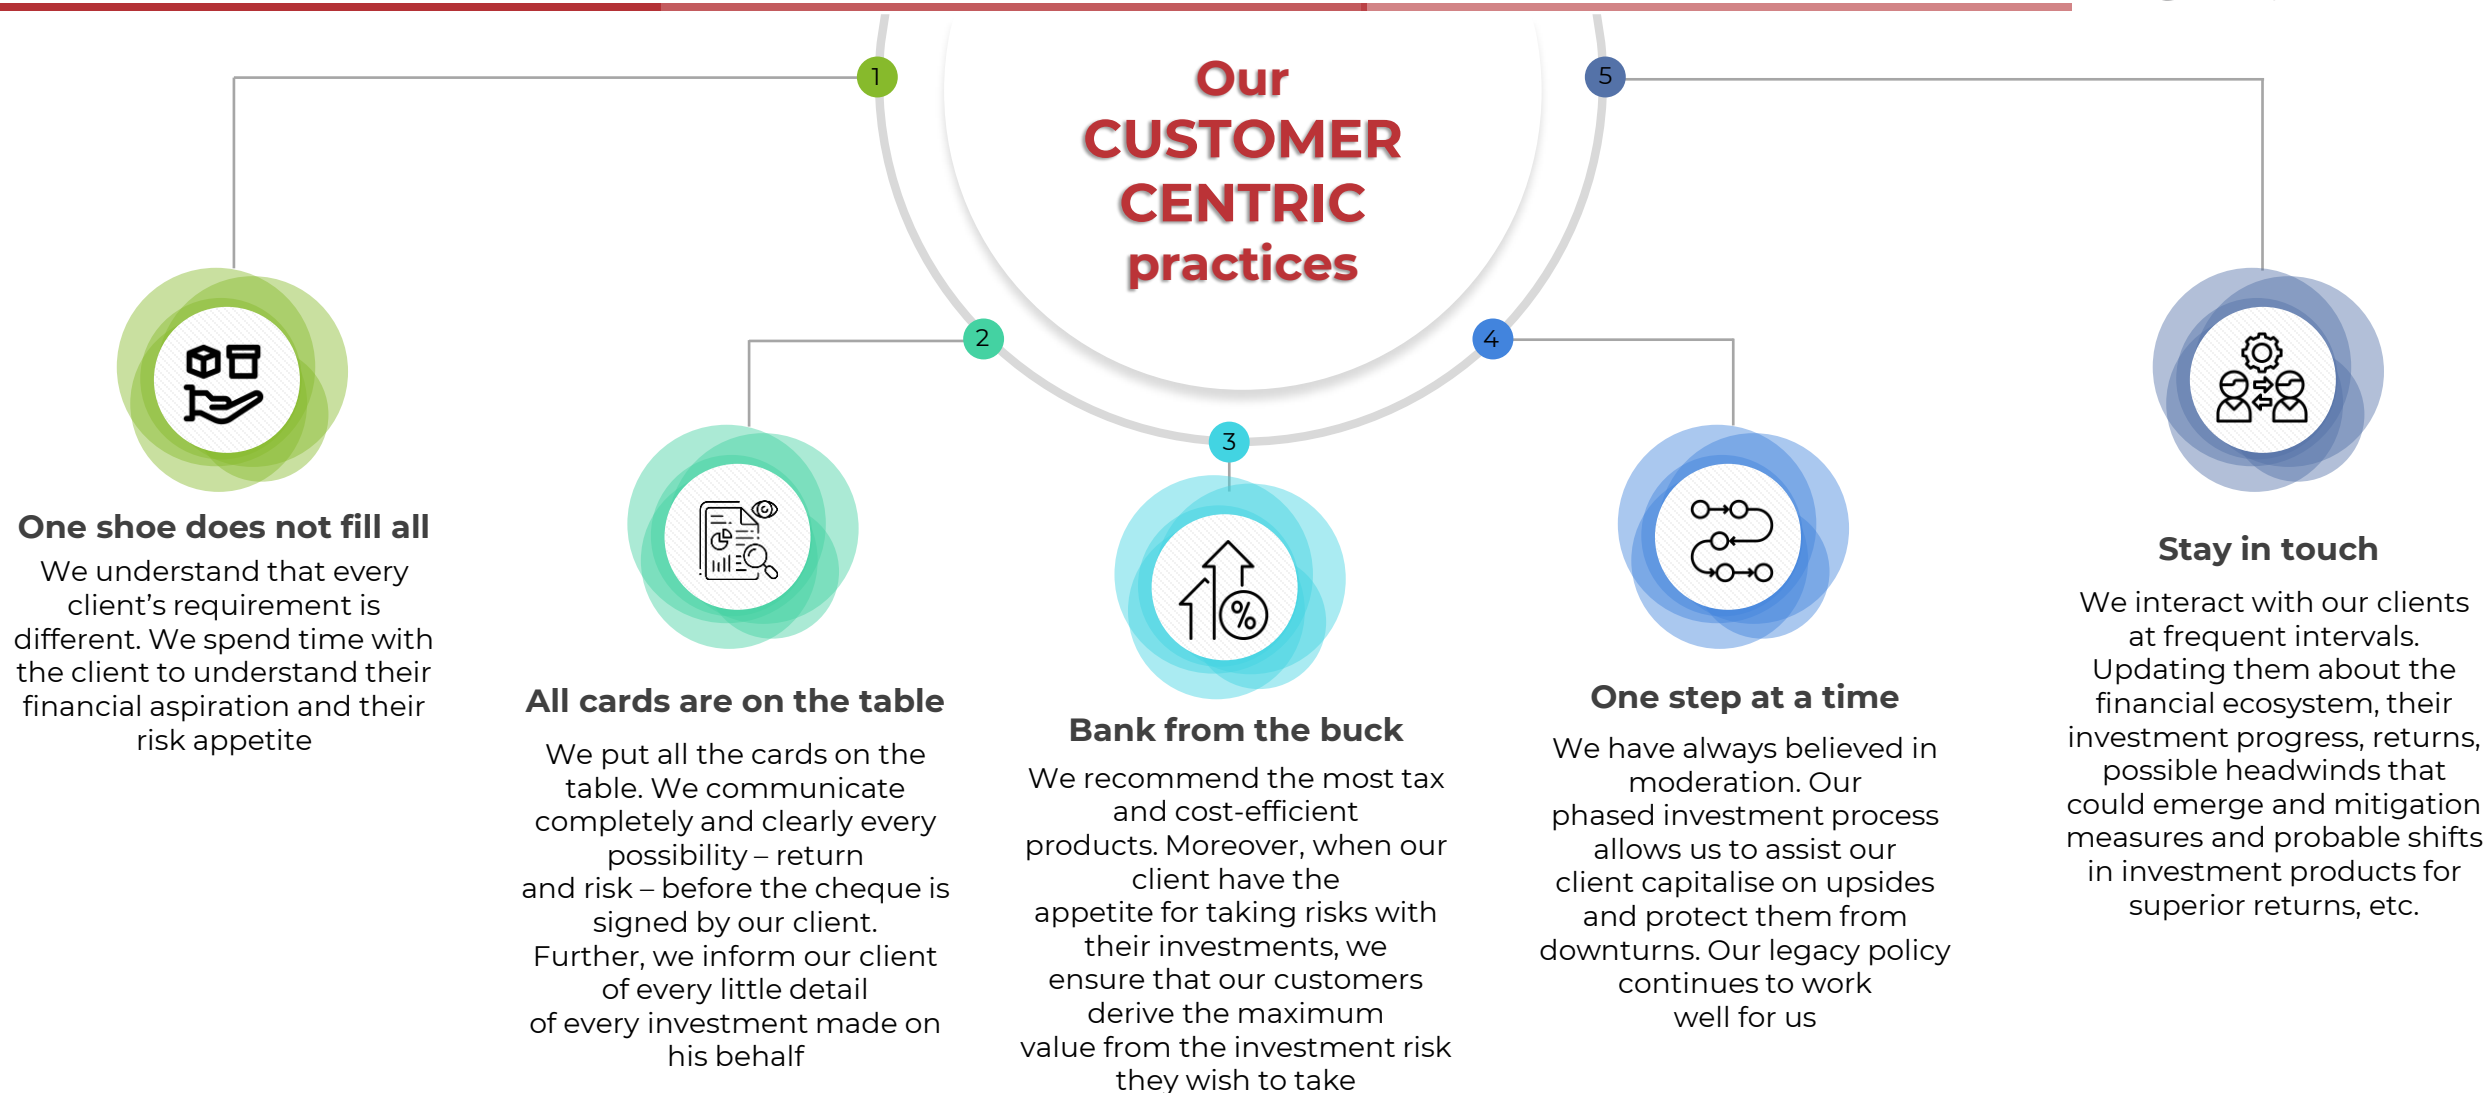 Our
CUSTOMER
CENTRIC
practices
1
One shoe does not fill all
We understand that every
client’s requirement is
different. We spend time with
the client to understand their
financial aspiration and their
risk appetite
2
All cards are on the table
We put all the cards on the
table. We communicate
completely and clearly every
possibility – return
and risk – before the cheque is
signed by our client.
Further, we inform our client
of every little detail
of every investment made on
his behalf
3
%
Bank from the buck
We recommend the most tax
and cost-efficient
products. Moreover, when our
client have the
appetite for taking risks with
their investments, we
ensure that our customers
derive the maximum
value from the investment risk
they wish to take
4
One step at a time
We have always believed in
moderation. Our
phased investment process
allows us to assist our
client capitalise on upsides
and protect them from
downturns. Our legacy policy
continues to work
well for us
5
Stay in touch
We interact with our clients
at frequent intervals.
Updating them about the
financial ecosystem, their
investment progress, returns,
possible headwinds that
could emerge and mitigation
measures and probable shifts
in investment products for
superior returns, etc.